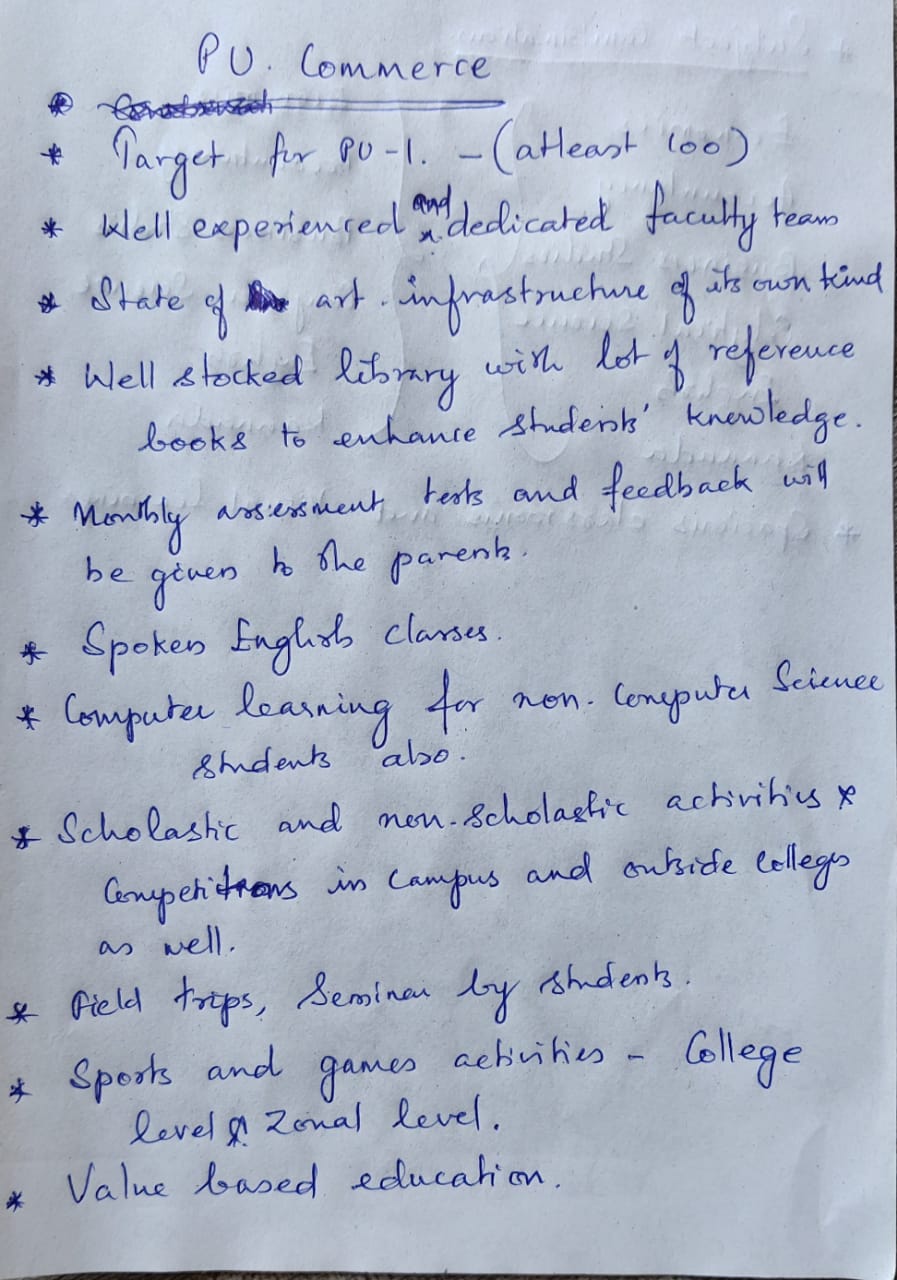 PU. Commerce
* Target for PU-1. - (atleast 100)
* Well experienced and dedicated faculty team
* State of art. infrastructure of its own kind
* Well stocked library with lot of reference
books to enhance students' knowledge.
* Monthly assessment tests and feedback will
be given to the parents.
* Spoken English classes.
* Computer learning for non-Computer Science
students also.
* Scholastic and non-scholastic activities &
Competitions in campus and outside Colleges
as well.
* Field trips, Seminar by students.
* Sports and games activities - College
level & Zonal level.
* Value based education.